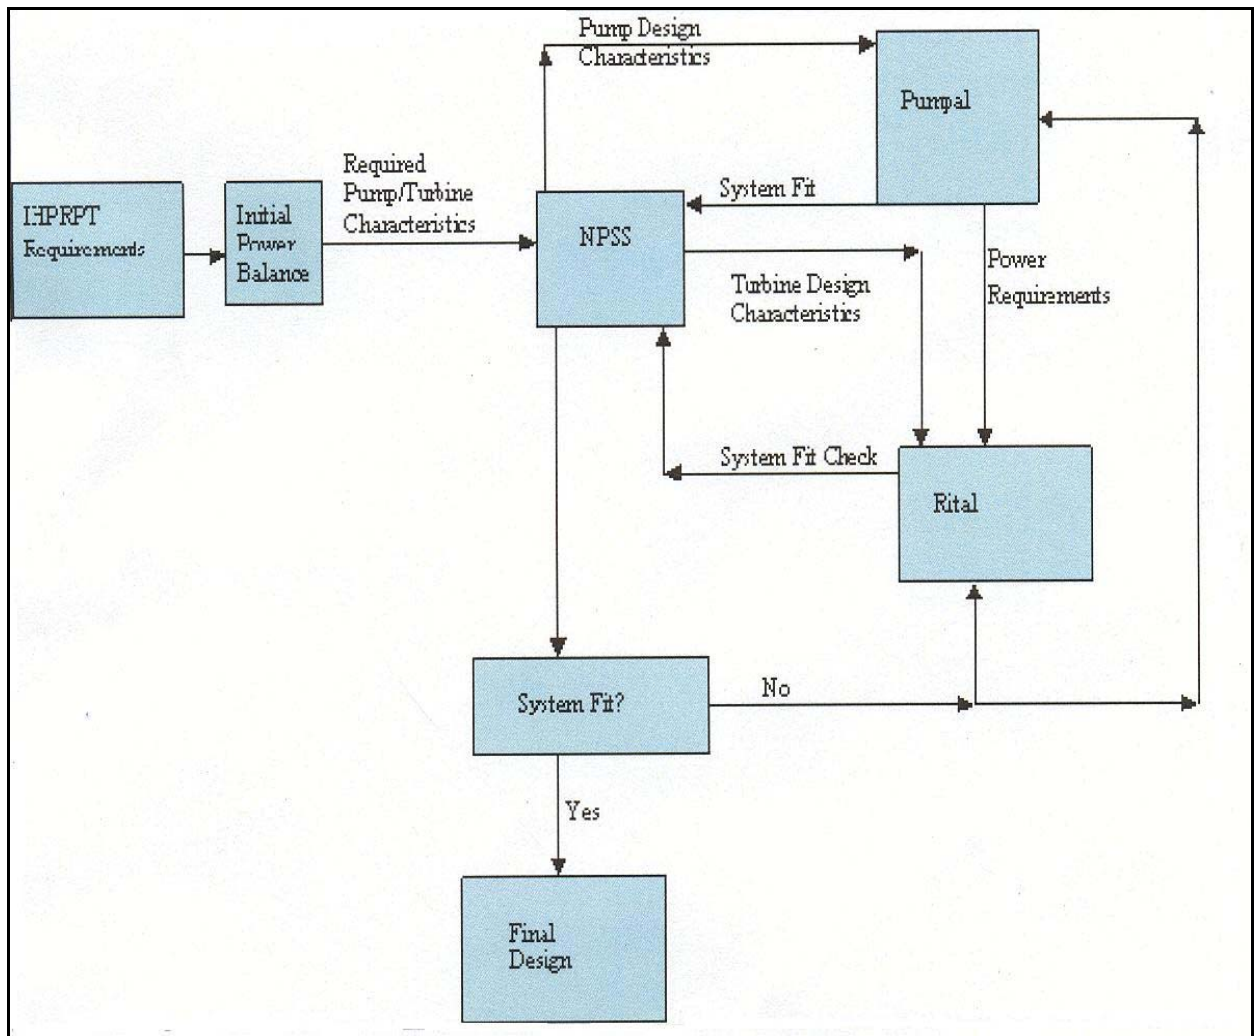 Pump Design
Characteristics
Pumpal
Required
Pump/Turbine
Characteristics
System Fit
IHPRPT
Requirements
Initial
Power
Balance
NPSS
Power
Requirements
Turbine Design
Characteristics
System Fit Check
Rital
System Fit?
No
Yes
Final
Design